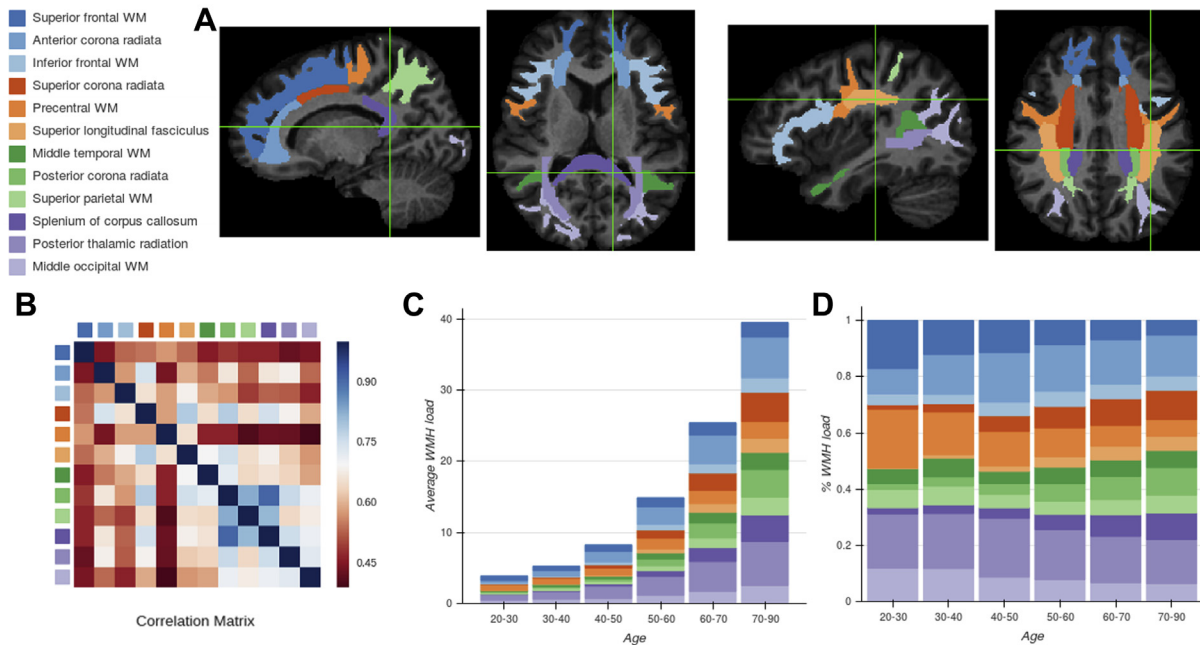 A
Superior frontal WM
Anterior corona radiata
Inferior frontal WM
Superior corona radiata
Precentral WM
Superior longitudinal fasciculus
Middle temporal WM
Posterior corona radiata
Superior parietal WM
Splenium of corpus callosum
Posterior thalamic radiation
Middle occipital WM
B
0.90
0.75
0.60
0.45
Correlation Matrix
C
Average WMH load
40
30
20
10
0
20-30 30-40 40-50 50-60 60-70 70-90
Age
D
% WMH load
1
0.8
0.6
0.4
0.2
0
20-30 30-40 40-50 50-60 60-70 70-90
Age